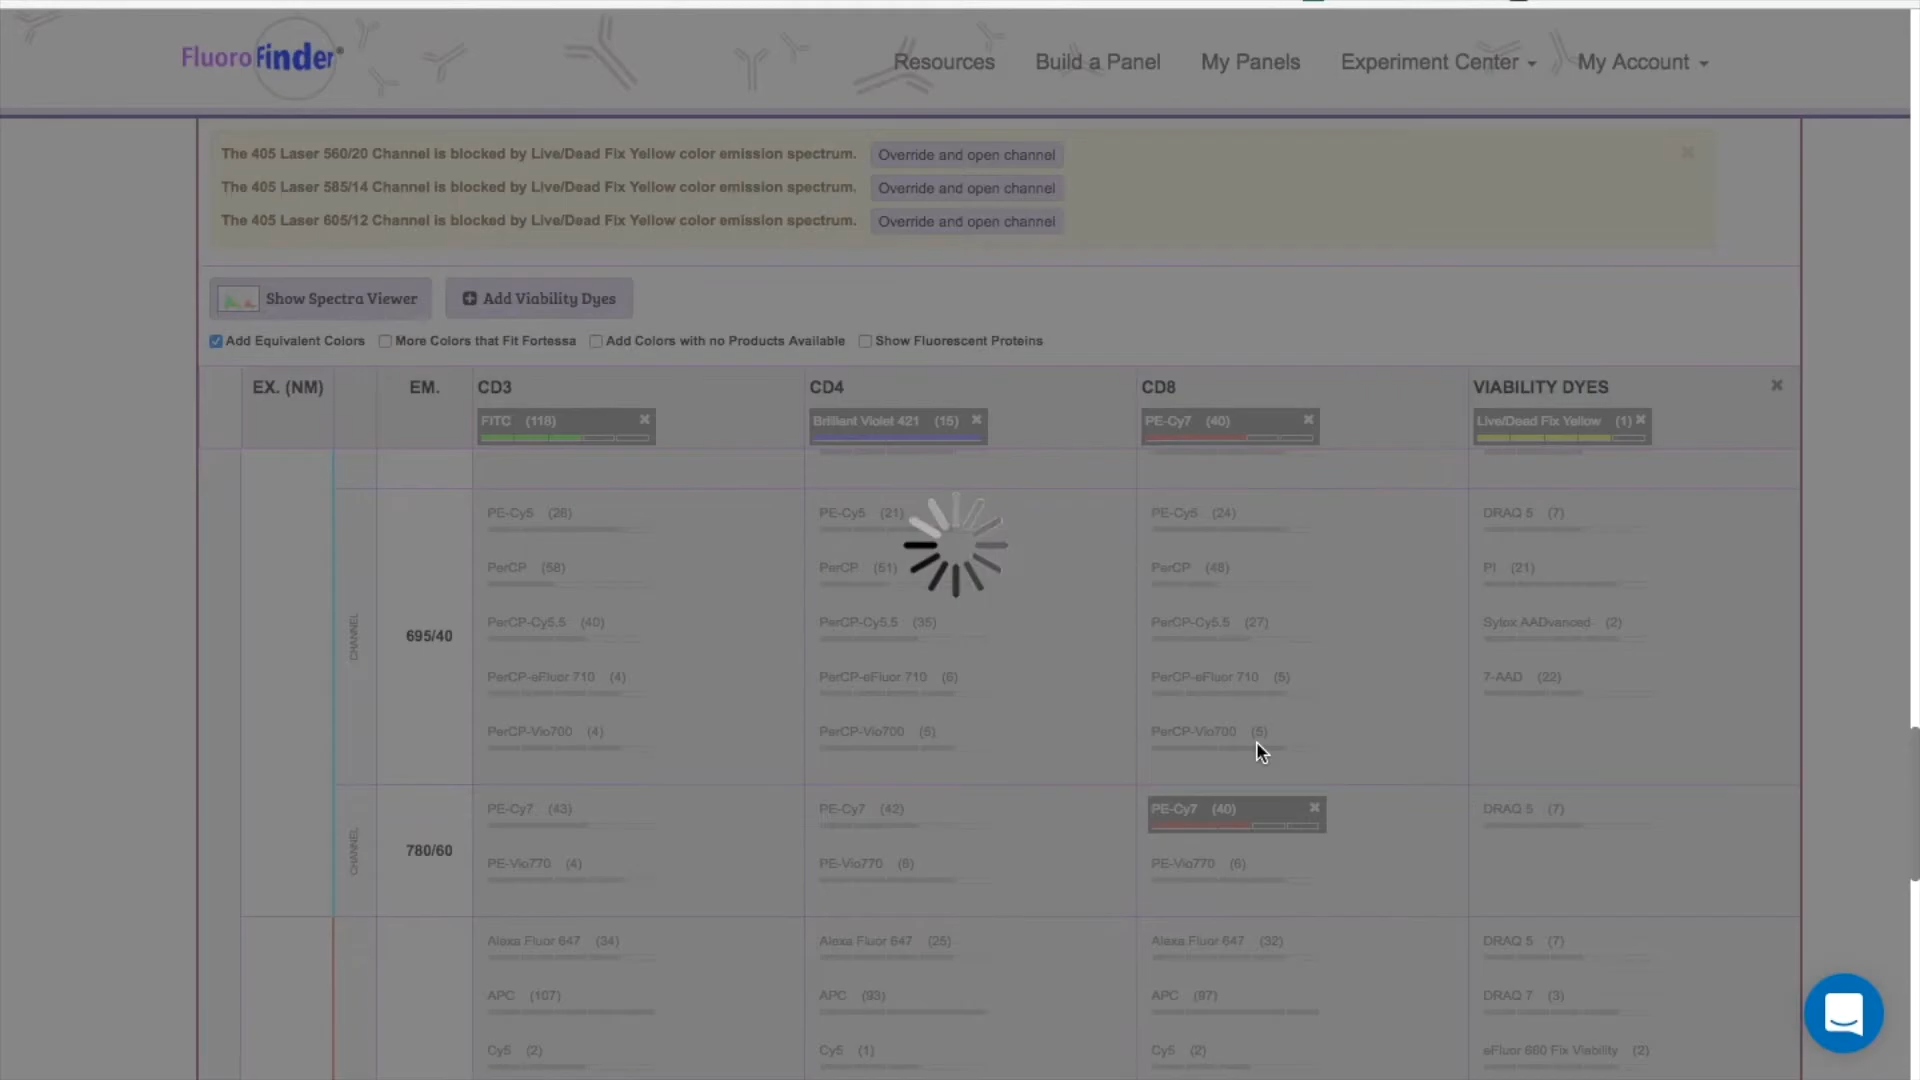 FluoroFinder®
Resources Build a Panel My Panels Experiment Center My Account
The 405 Laser 560/20 Channel is blocked by Live/Dead Fix Yellow color emission spectrum. Override and open channel
The 405 Laser 585/14 Channel is blocked by Live/Dead Fix Yellow color emission spectrum. Override and open channel
The 405 Laser 605/12 Channel is blocked by Live/Dead Fix Yellow color emission spectrum. Override and open channel
Show Spectra Viewer Add Viability Dyes
Add Equivalent Colors More Colors that Fit Fortessa Add Colors with no Products Available Show Fluorescent Proteins
EX. (NM) EM. CD3 CD4 CD8 VIABILITY DYES
FITC (118) Brilliant Violet 421 (15) PE-Cy7 (40) Live/Dead Fix Yellow (1)
PE-Cy5 (26) PE-Cy5 (21) PE-Cy5 (24) DRAQ 5 (7)
PerCP (58) PerCP (51) PerCP (48) PI (21)
CHANNEL 695/40 PerCP-Cy5.5 (40) PerCP-Cy5.5 (35) PerCP-Cy5.5 (27) Sytox AADvanced (2)
PerCP-eFluor 710 (4) PerCP-eFluor 710 (6) PerCP-eFluor 710 (5) 7-AAD (22)
PerCP-Vio700 (4) PerCP-Vio700 (5) PerCP-Vio700 (5)
PE-Cy7 (43) PE-Cy7 (42) PE-Cy7 (40) DRAQ 5 (7)
CHANNEL 780/60 PE-Vio770 (4) PE-Vio770 (6) PE-Vio770 (6)
Alexa Fluor 647 (34) Alexa Fluor 647 (25) Alexa Fluor 647 (32) DRAQ 5 (7)
APC (107) APC (93) APC (97) DRAQ 7 (3)
Cy5 (2) Cy5 (1) Cy5 (2) eFluor 660 Fix Viability (2)